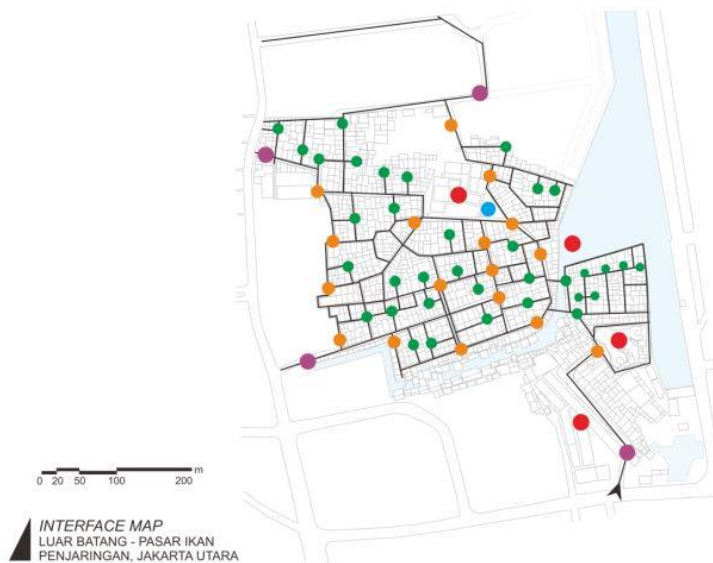 0 20 50 100 200 m
INTERFACE MAP
LUAR BATANG - PASAR IKAN
PENJARINGAN, JAKARTA UTARA